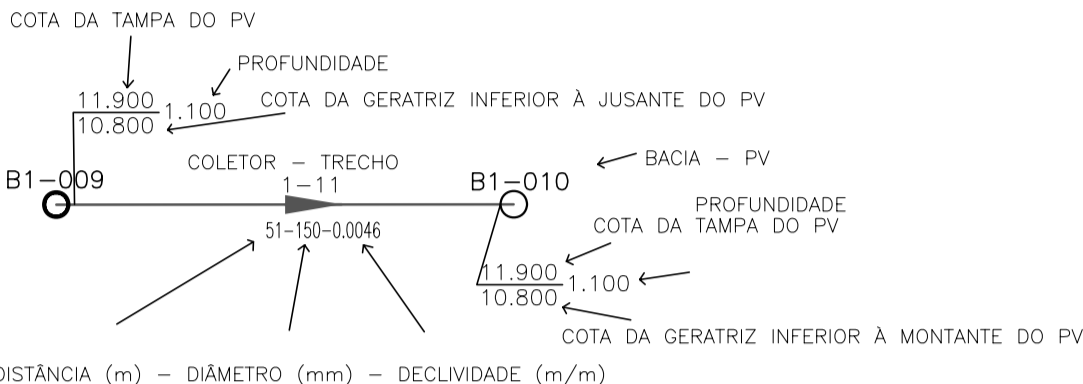 COTA DA TAMPA DO PV
PROFUNDIDADE
11.900
1.100
COTA DA GERATRIZ INFERIOR À JUSANTE DO PV
10.800
COLETOR – TRECHO
BACIA – PV
B1-009
1-11
B1-010
PROFUNDIDADE
COTA DA TAMPA DO PV
51-150-0.0046
11.900
1.100
10.800
COTA DA GERATRIZ INFERIOR À MONTANTE DO PV
DISTÂNCIA (m) – DIÂMETRO (mm) – DECLIVIDADE (m/m)